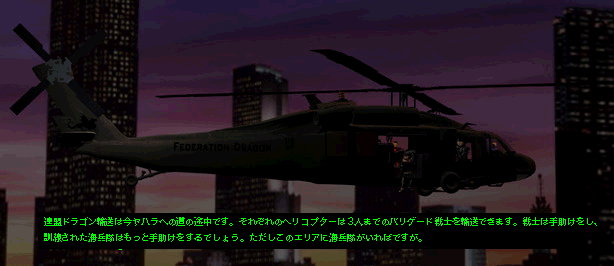 FEDERATION DRAGON
連盟ドラゴン輸送は今ヤハラへの道の途中です。それぞれのヘリコプターは3人までのバリゲード戦士を輸送できます。戦士は手助けをし、
訓練された海兵隊はもっと手助けをするでしょう。ただしこのエリアに海兵隊がいればですが。